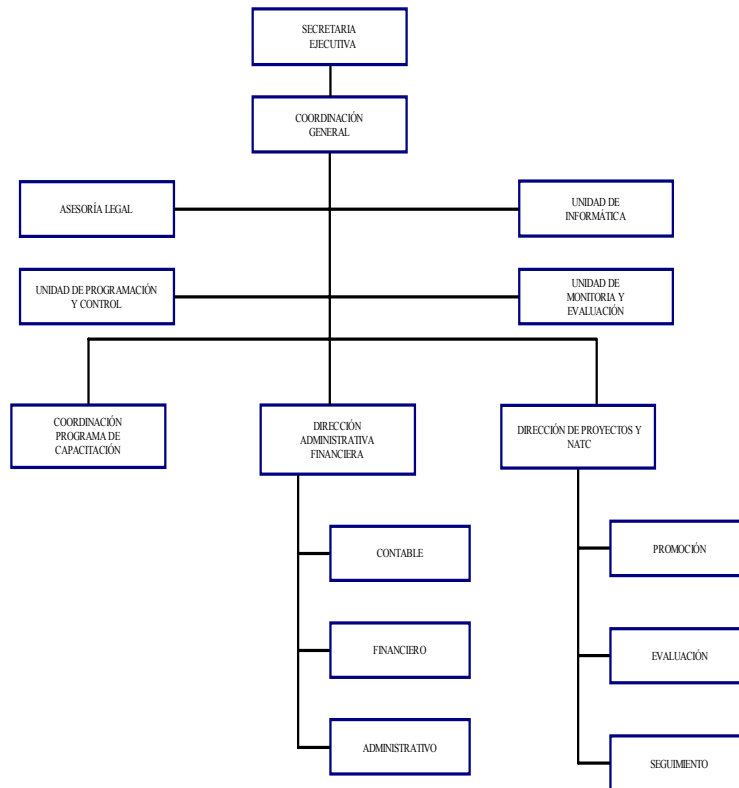 SECRETARIA
EJECUTIVA
COORDINACIÓN
GENERAL
ASESORÍA LEGAL
UNIDAD DE
INFORMÁTICA
UNIDAD DE PROGRAMACIÓN
Y CONTROL
UNIDAD DE
MONITORIA Y
EVALUACIÓN
COORDINACIÓN
PROGRAMA DE
CAPACITACIÓN
DIRECCIÓN
ADMINISTRATIVA
FINANCIERA
DIRECCIÓN DE PROYECTOS Y
NATC
CONTABLE
FINANCIERO
ADMINISTRATIVO
PROMOCIÓN
EVALUACIÓN
SEGUIMIENTO